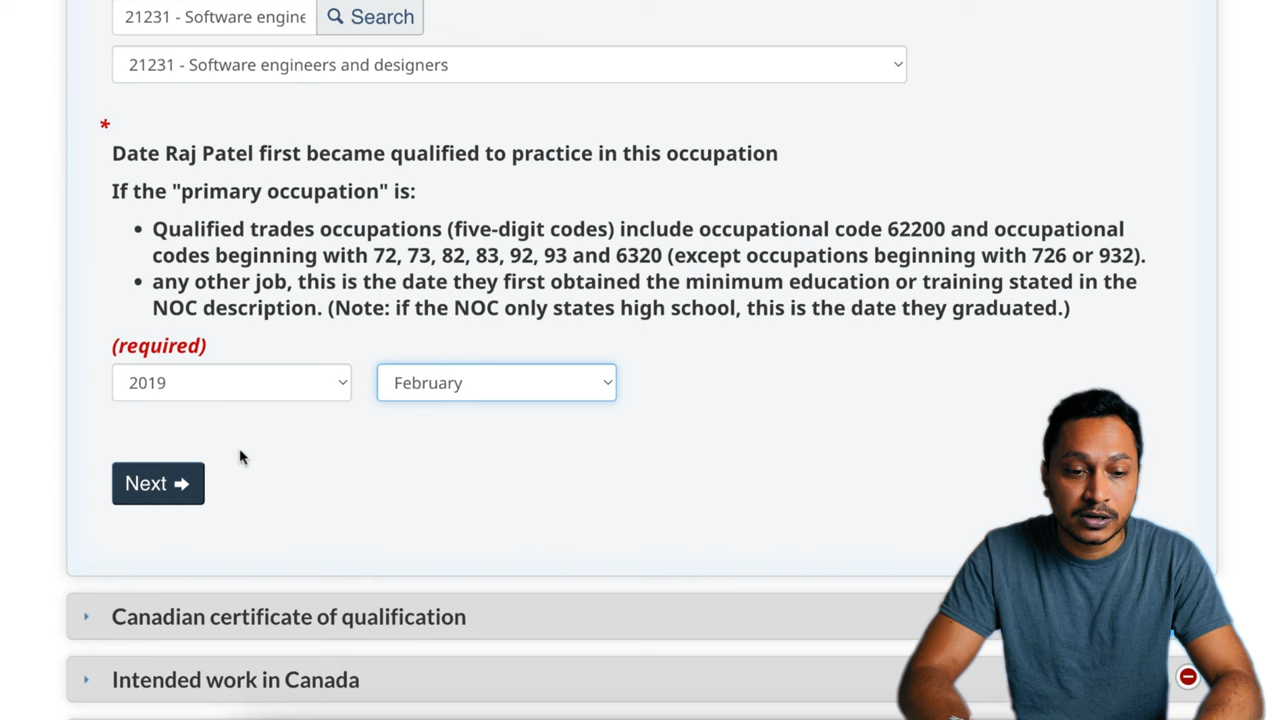 21231 - Software engine
Search
21231 - Software engineers and designers
*
Date Raj Patel first became qualified to practice in this occupation
If the "primary occupation" is:
• Qualified trades occupations (five-digit codes) include occupational code 62200 and occupational
codes beginning with 72, 73, 82, 83, 92, 93 and 6320 (except occupations beginning with 726 or 932).
• any other job, this is the date they first obtained the minimum education or training stated in the
NOC description. (Note: if the NOC only states high school, this is the date they graduated.)
(required)
2019
February
Next
Canadian certificate of qualification
Intended work in Canada